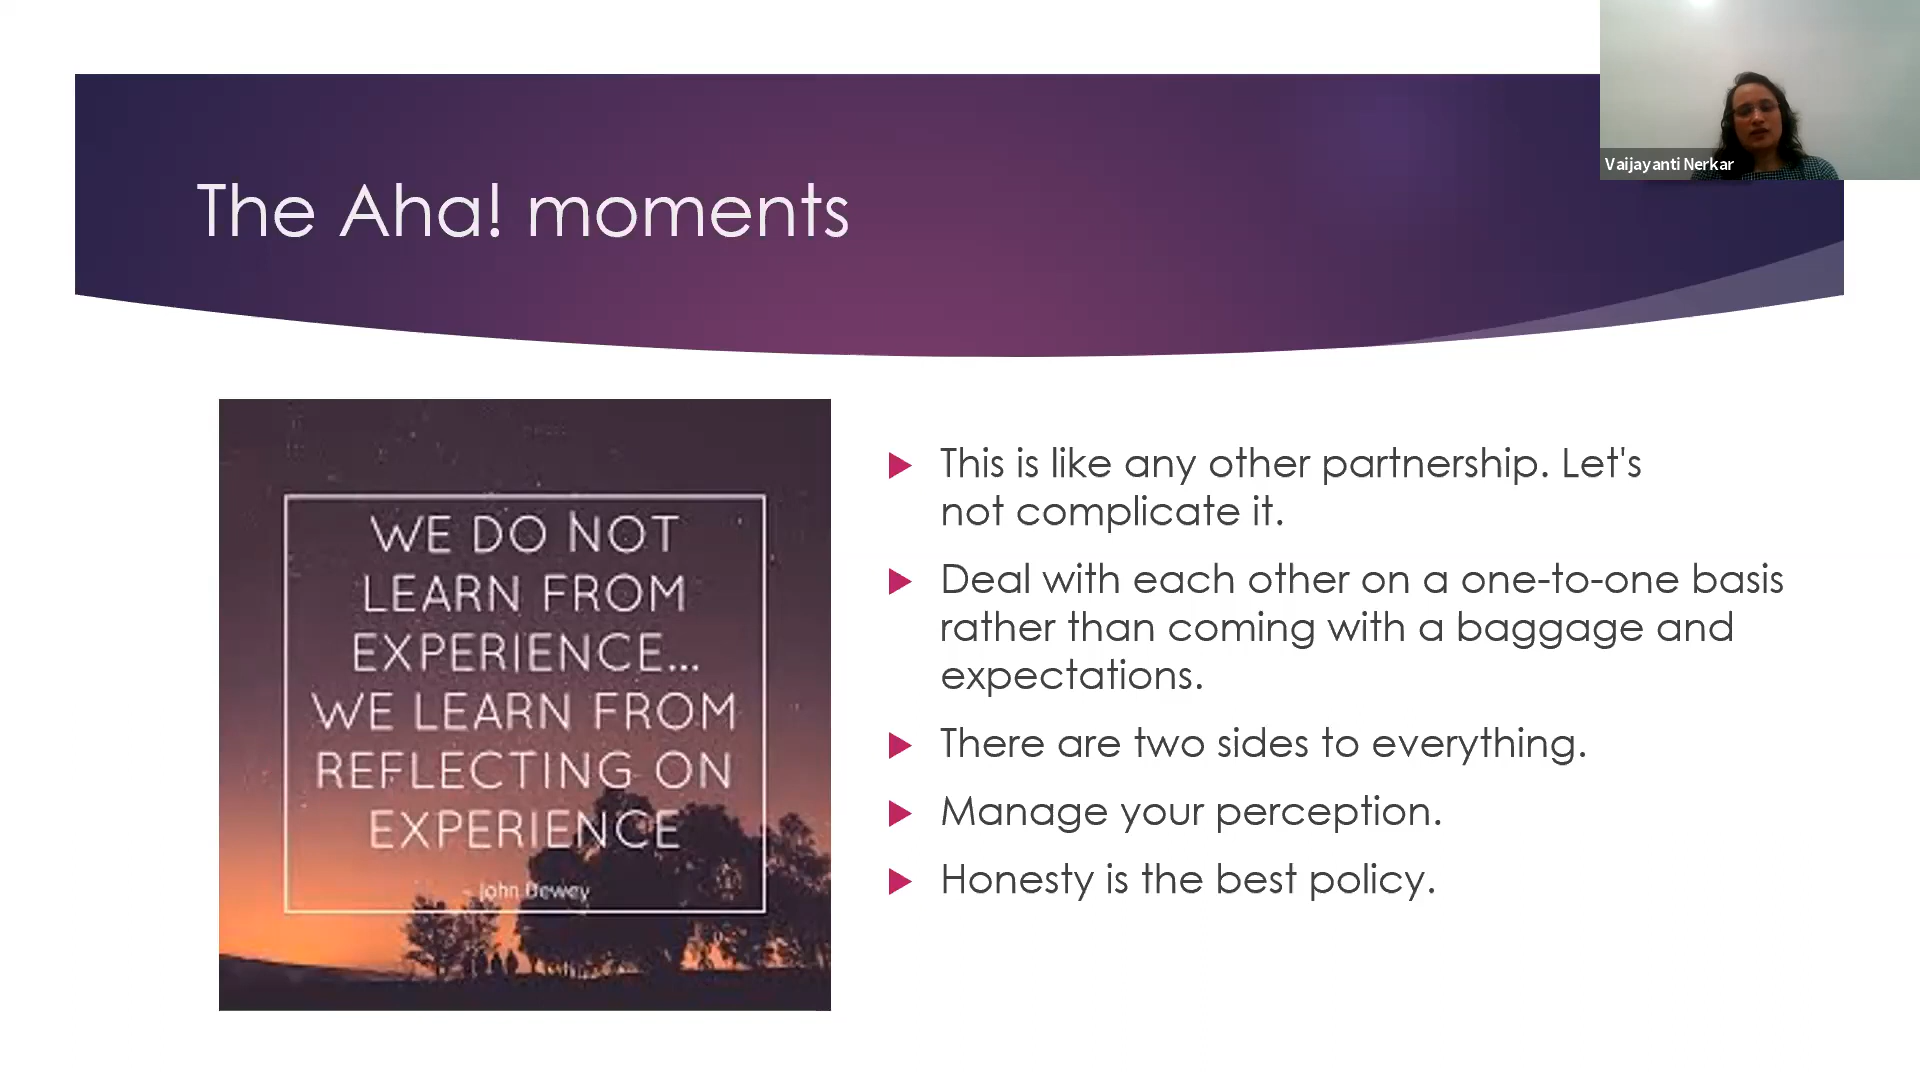 Vaijayanti Nerkar
The Aha! moments
WE DO NOT
LEARN FROM
EXPERIENCE...
WE LEARN FROM
REFLECTING ON
EXPERIENCE
- John Dewey
This is like any other partnership. Let's
not complicate it.
Deal with each other on a one-to-one basis
rather than coming with a baggage and
expectations.
There are two sides to everything.
Manage your perception.
Honesty is the best policy.